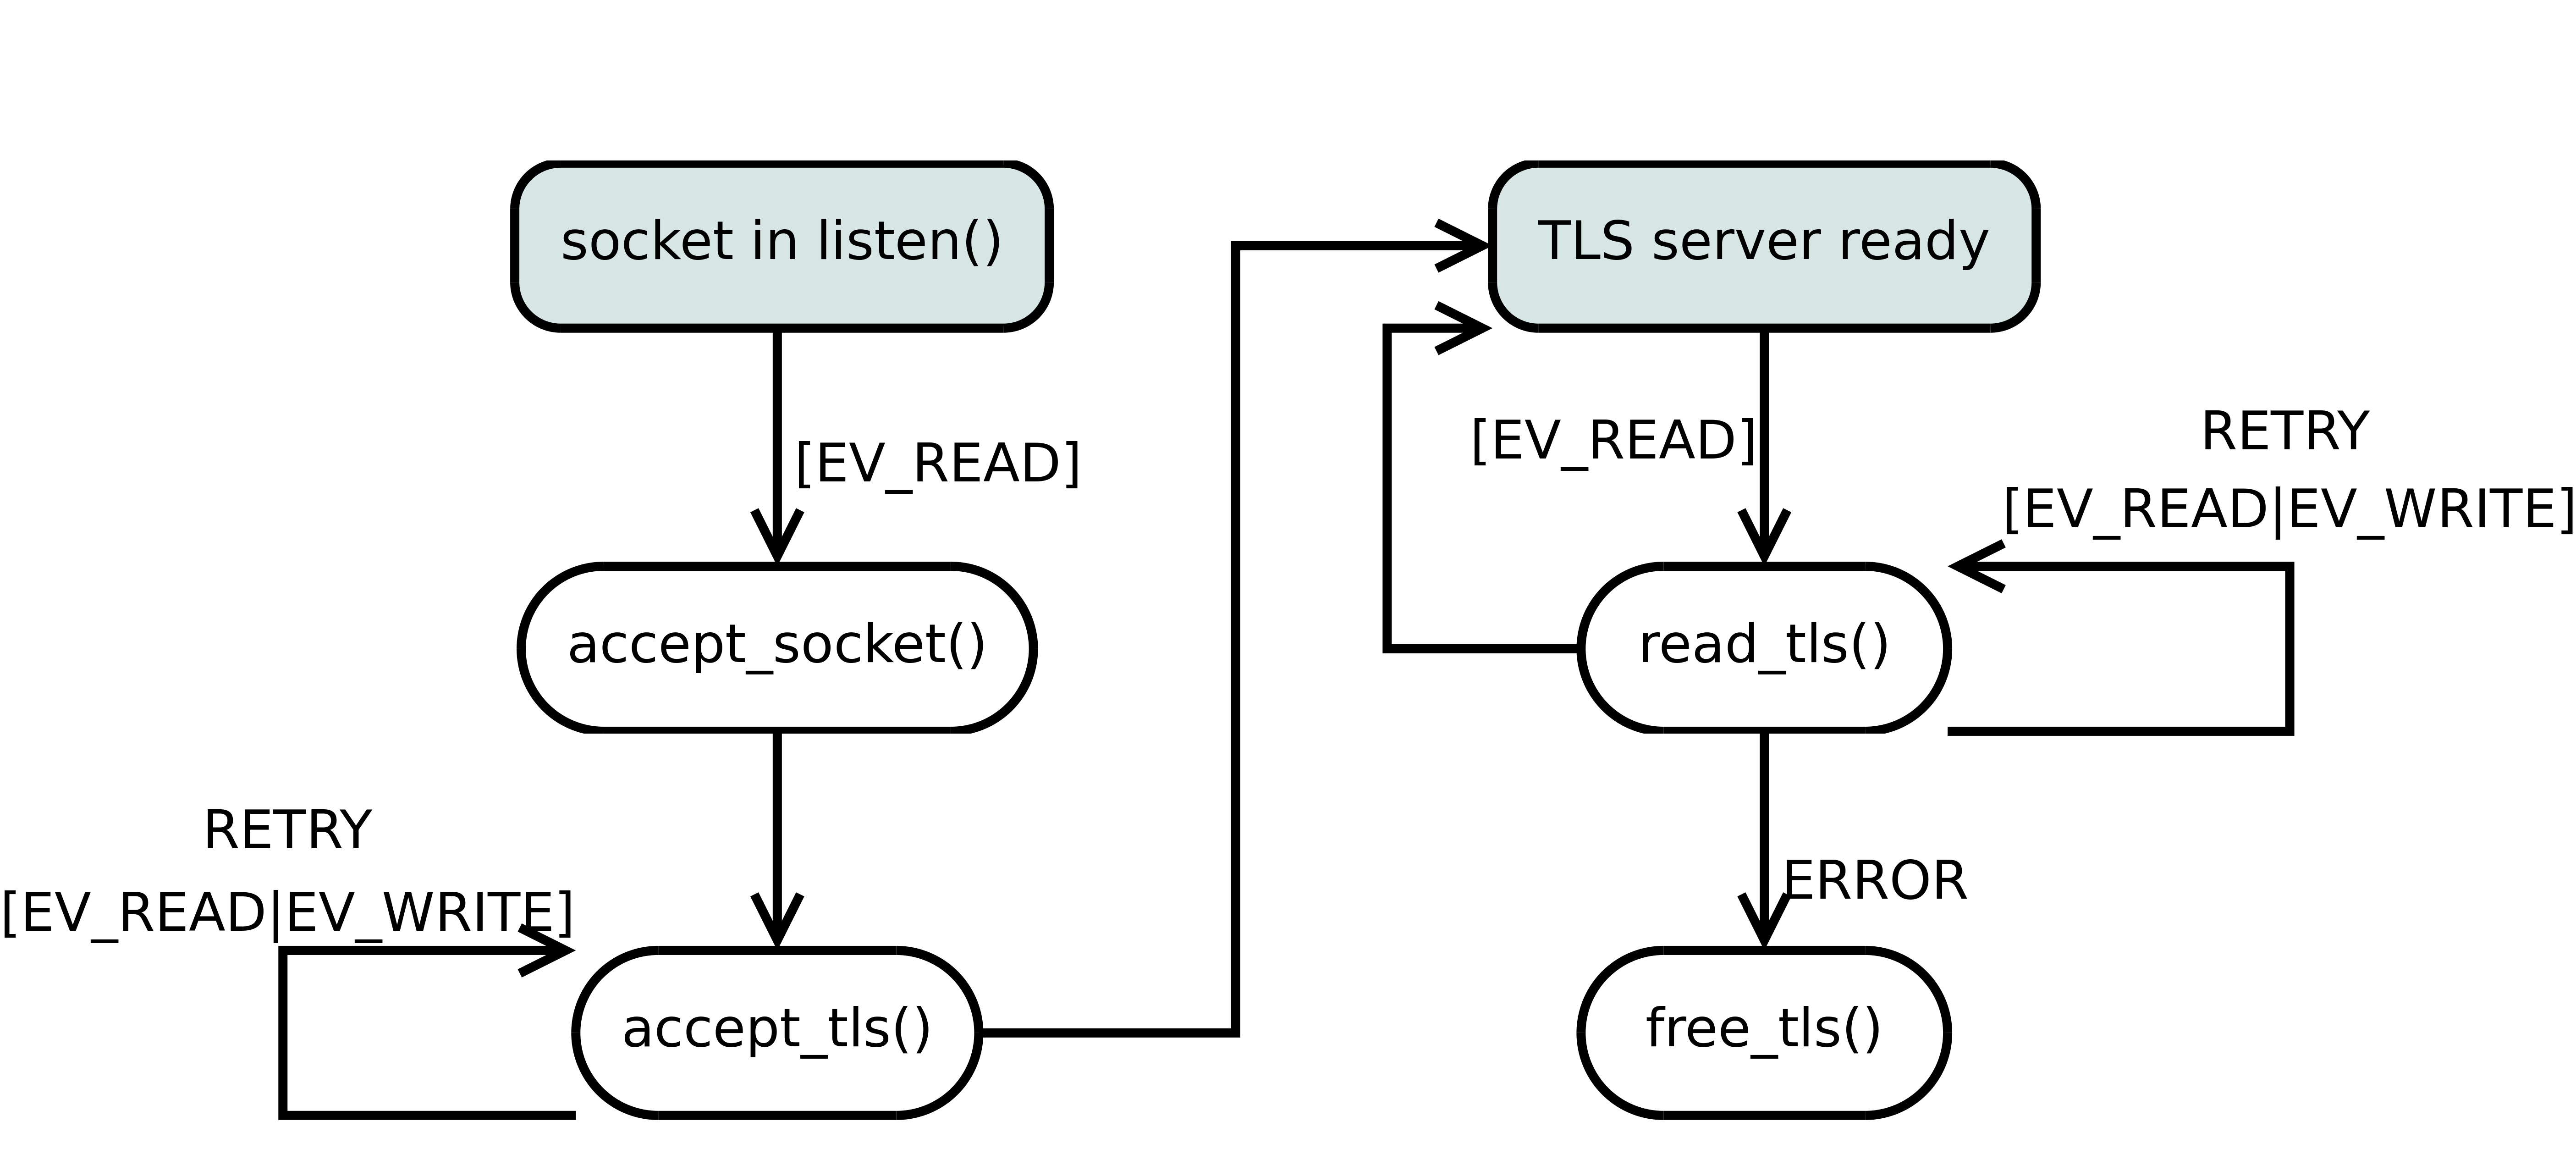 socket in listen()
[EV_READ]
accept_socket()
RETRY
[EV_READ|EV_WRITE]
accept_tls()
TLS server ready
[EV_READ]
RETRY
[EV_READ|EV_WRITE]
read_tls()
ERROR
free_tls()